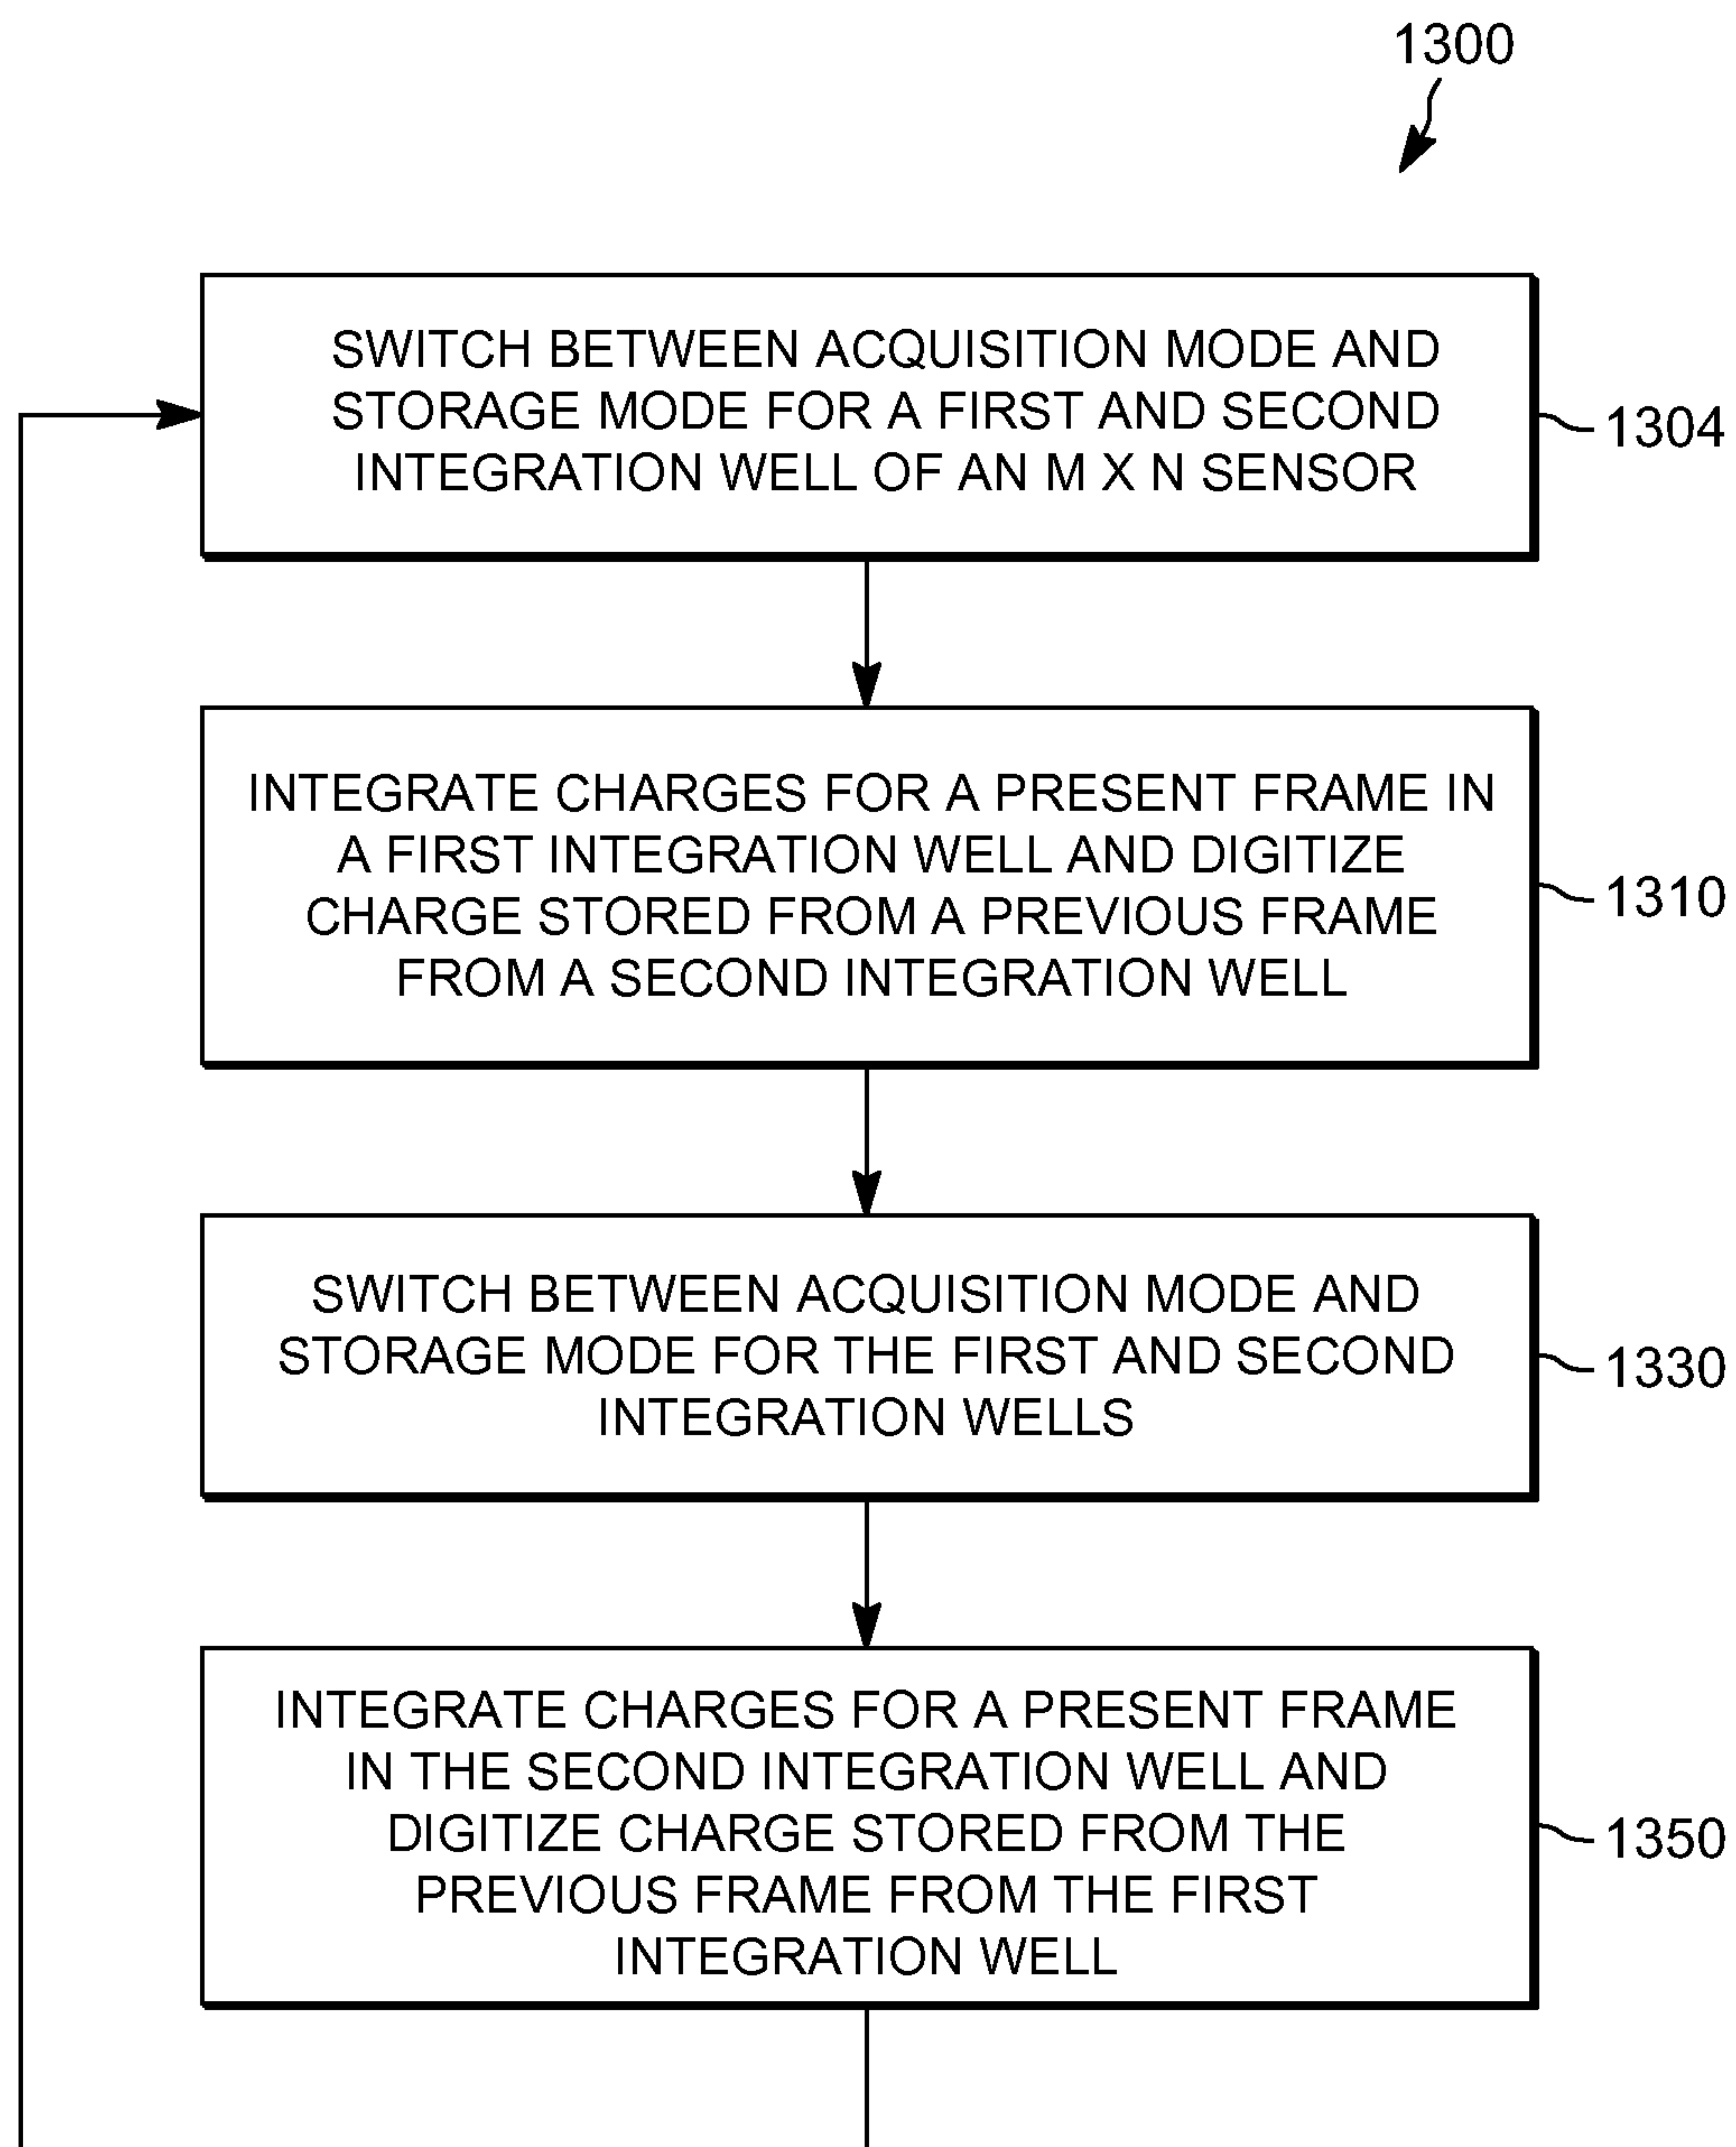 1300
SWITCH BETWEEN ACQUISITION MODE AND
STORAGE MODE FOR A FIRST AND SECOND
INTEGRATION WELL OF AN M X N SENSOR
1304
INTEGRATE CHARGES FOR A PRESENT FRAME IN
A FIRST INTEGRATION WELL AND DIGITIZE
CHARGE STORED FROM A PREVIOUS FRAME
FROM A SECOND INTEGRATION WELL
1310
SWITCH BETWEEN ACQUISITION MODE AND
STORAGE MODE FOR THE FIRST AND SECOND
INTEGRATION WELLS
1330
INTEGRATE CHARGES FOR A PRESENT FRAME
IN THE SECOND INTEGRATION WELL AND
DIGITIZE CHARGE STORED FROM THE
PREVIOUS FRAME FROM THE FIRST
INTEGRATION WELL
1350